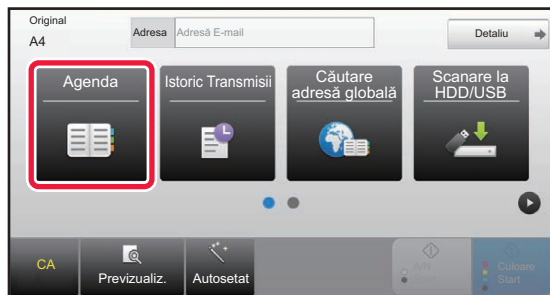 Original
A4
Adresa
Adresă E-mail
Detaliu
Agenda
Istoric Transmisii
Căutare
adresă globală
Scanare la
HDD/USB
CA
Previzualiz.
Autosetat
A/N
Start
Culoare
Start